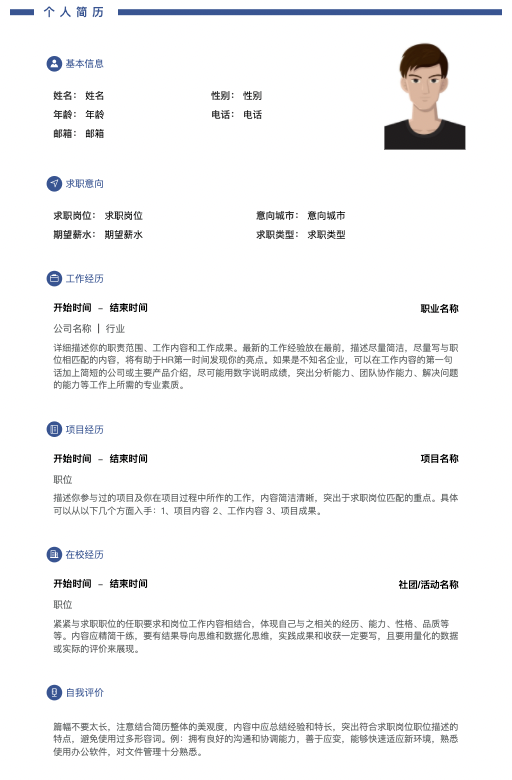 个人简历
基本信息
姓名： 姓名 性别： 性别
年龄： 年龄 电话： 电话
邮箱： 邮箱
求职意向
求职岗位： 求职岗位 意向城市： 意向城市
期望薪水： 期望薪水 求职类型： 求职类型
工作经历
开始时间 – 结束时间 职业名称
公司名称 | 行业
详细描述你的职责范围、工作内容和工作成果。最新的工作经验放在最前，描述尽量简洁，尽量写与职
位相匹配的内容，将有助于HR第一时间发现你的亮点。如果是不知名企业，可以在工作内容的第一句
话加上简短的公司或主要产品介绍，尽可能用数字说明成绩，突出分析能力、团队协作能力、解决问题
的能力等工作上所需的专业素质。
项目经历
开始时间 – 结束时间 项目名称
职位
描述你参与过的项目及你在项目过程中所作的工作，内容简洁清晰，突出于求职岗位匹配的重点。具体
可以从以下几个方面入手：1、项目内容 2、工作内容 3、项目成果。
在校经历
开始时间 – 结束时间 社团/活动名称
职位
紧紧与求职职位的任职要求和岗位工作内容相结合，体现自己与之相关的经历、能力、性格、品质等
等。内容应精简干练，要有结果导向思维和数据化思维，实践成果和收获一定要写，且要用量化的数据
或实际的评价来展现。
自我评价
篇幅不要太长，注意结合简历整体的美观度，内容中应总结经验和特长，突出符合求职岗位职位描述的
特点，避免使用过多形容词。例：拥有良好的沟通和协调能力，善于应变，能够快速适应新环境，熟悉
使用办公软件，对文件管理十分熟悉。